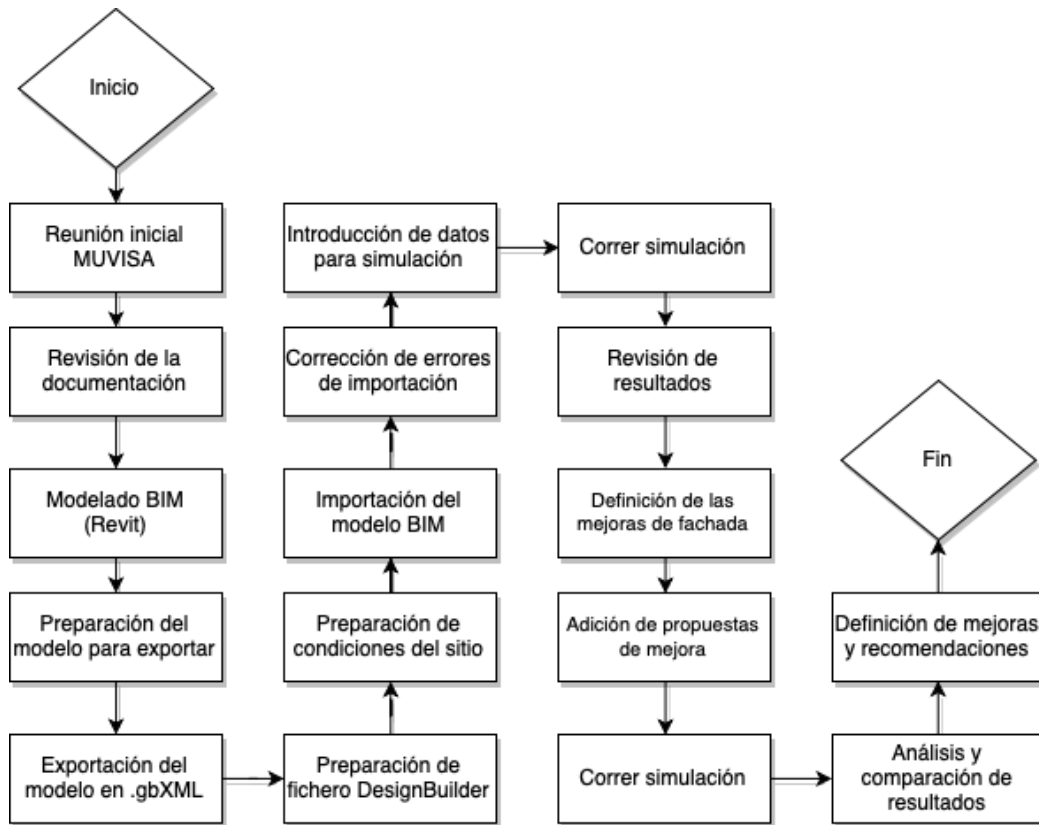 Inicio
Reunión inicial
MUVISA
Revisión de la
documentación
Modelado BIM
(Revit)
Preparación del
modelo para exportar
Exportación del
modelo en .gbXML
Preparación de
fichero DesignBuilder
Preparación de
condiciones del sitio
Importación del
modelo BIM
Corrección de errores
de importación
Introducción de datos
para simulación
Correr simulación
Revisión de
resultados
Definición de las
mejoras de fachada
Adición de propuestas
de mejora
Correr simulación
Análisis y
comparación de
resultados
Definición de mejoras
y recomendaciones
Fin